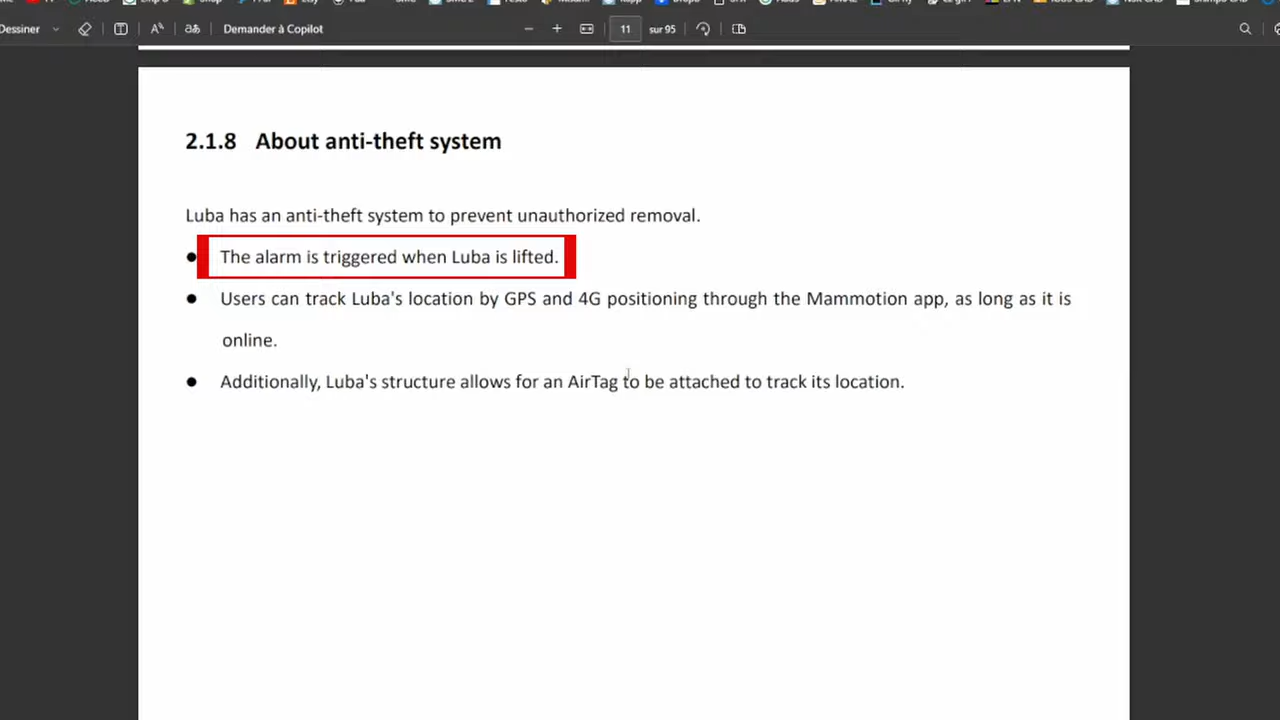 Dessiner
Demander à Copilot
11 sur 95
2.1.8 About anti-theft system
Luba has an anti-theft system to prevent unauthorized removal.
● The alarm is triggered when Luba is lifted.
● Users can track Luba's location by GPS and 4G positioning through the Mammotion app, as long as it is
online.
● Additionally, Luba's structure allows for an AirTag to be attached to track its location.